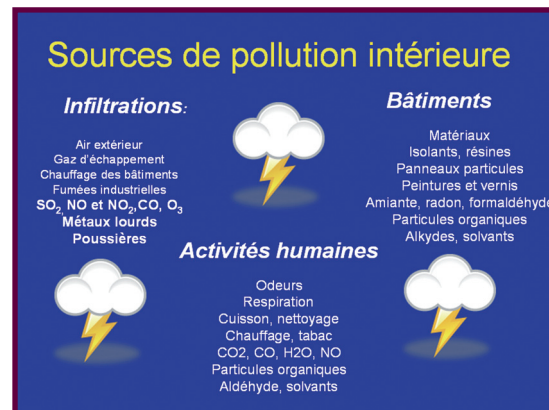 Sources de pollution intérieure
Infiltrations:
Air extérieur
Gaz d'échappement
Chauffage des bâtiments
Fumées industrielles
SO2, NO et NO2,CO, O3
Métaux lourds
Poussières
Bâtiments
Matériaux
Isolants, résines
Panneaux particules
Peintures et vernis
Amiante, radon, formaldéhyde
Particules organiques
Alkydes, solvants
Activités humaines
Odeurs
Respiration
Cuisson, nettoyage
Chauffage, tabac
CO2, CO, H2O, NO
Particules organiques
Aldéhyde, solvants